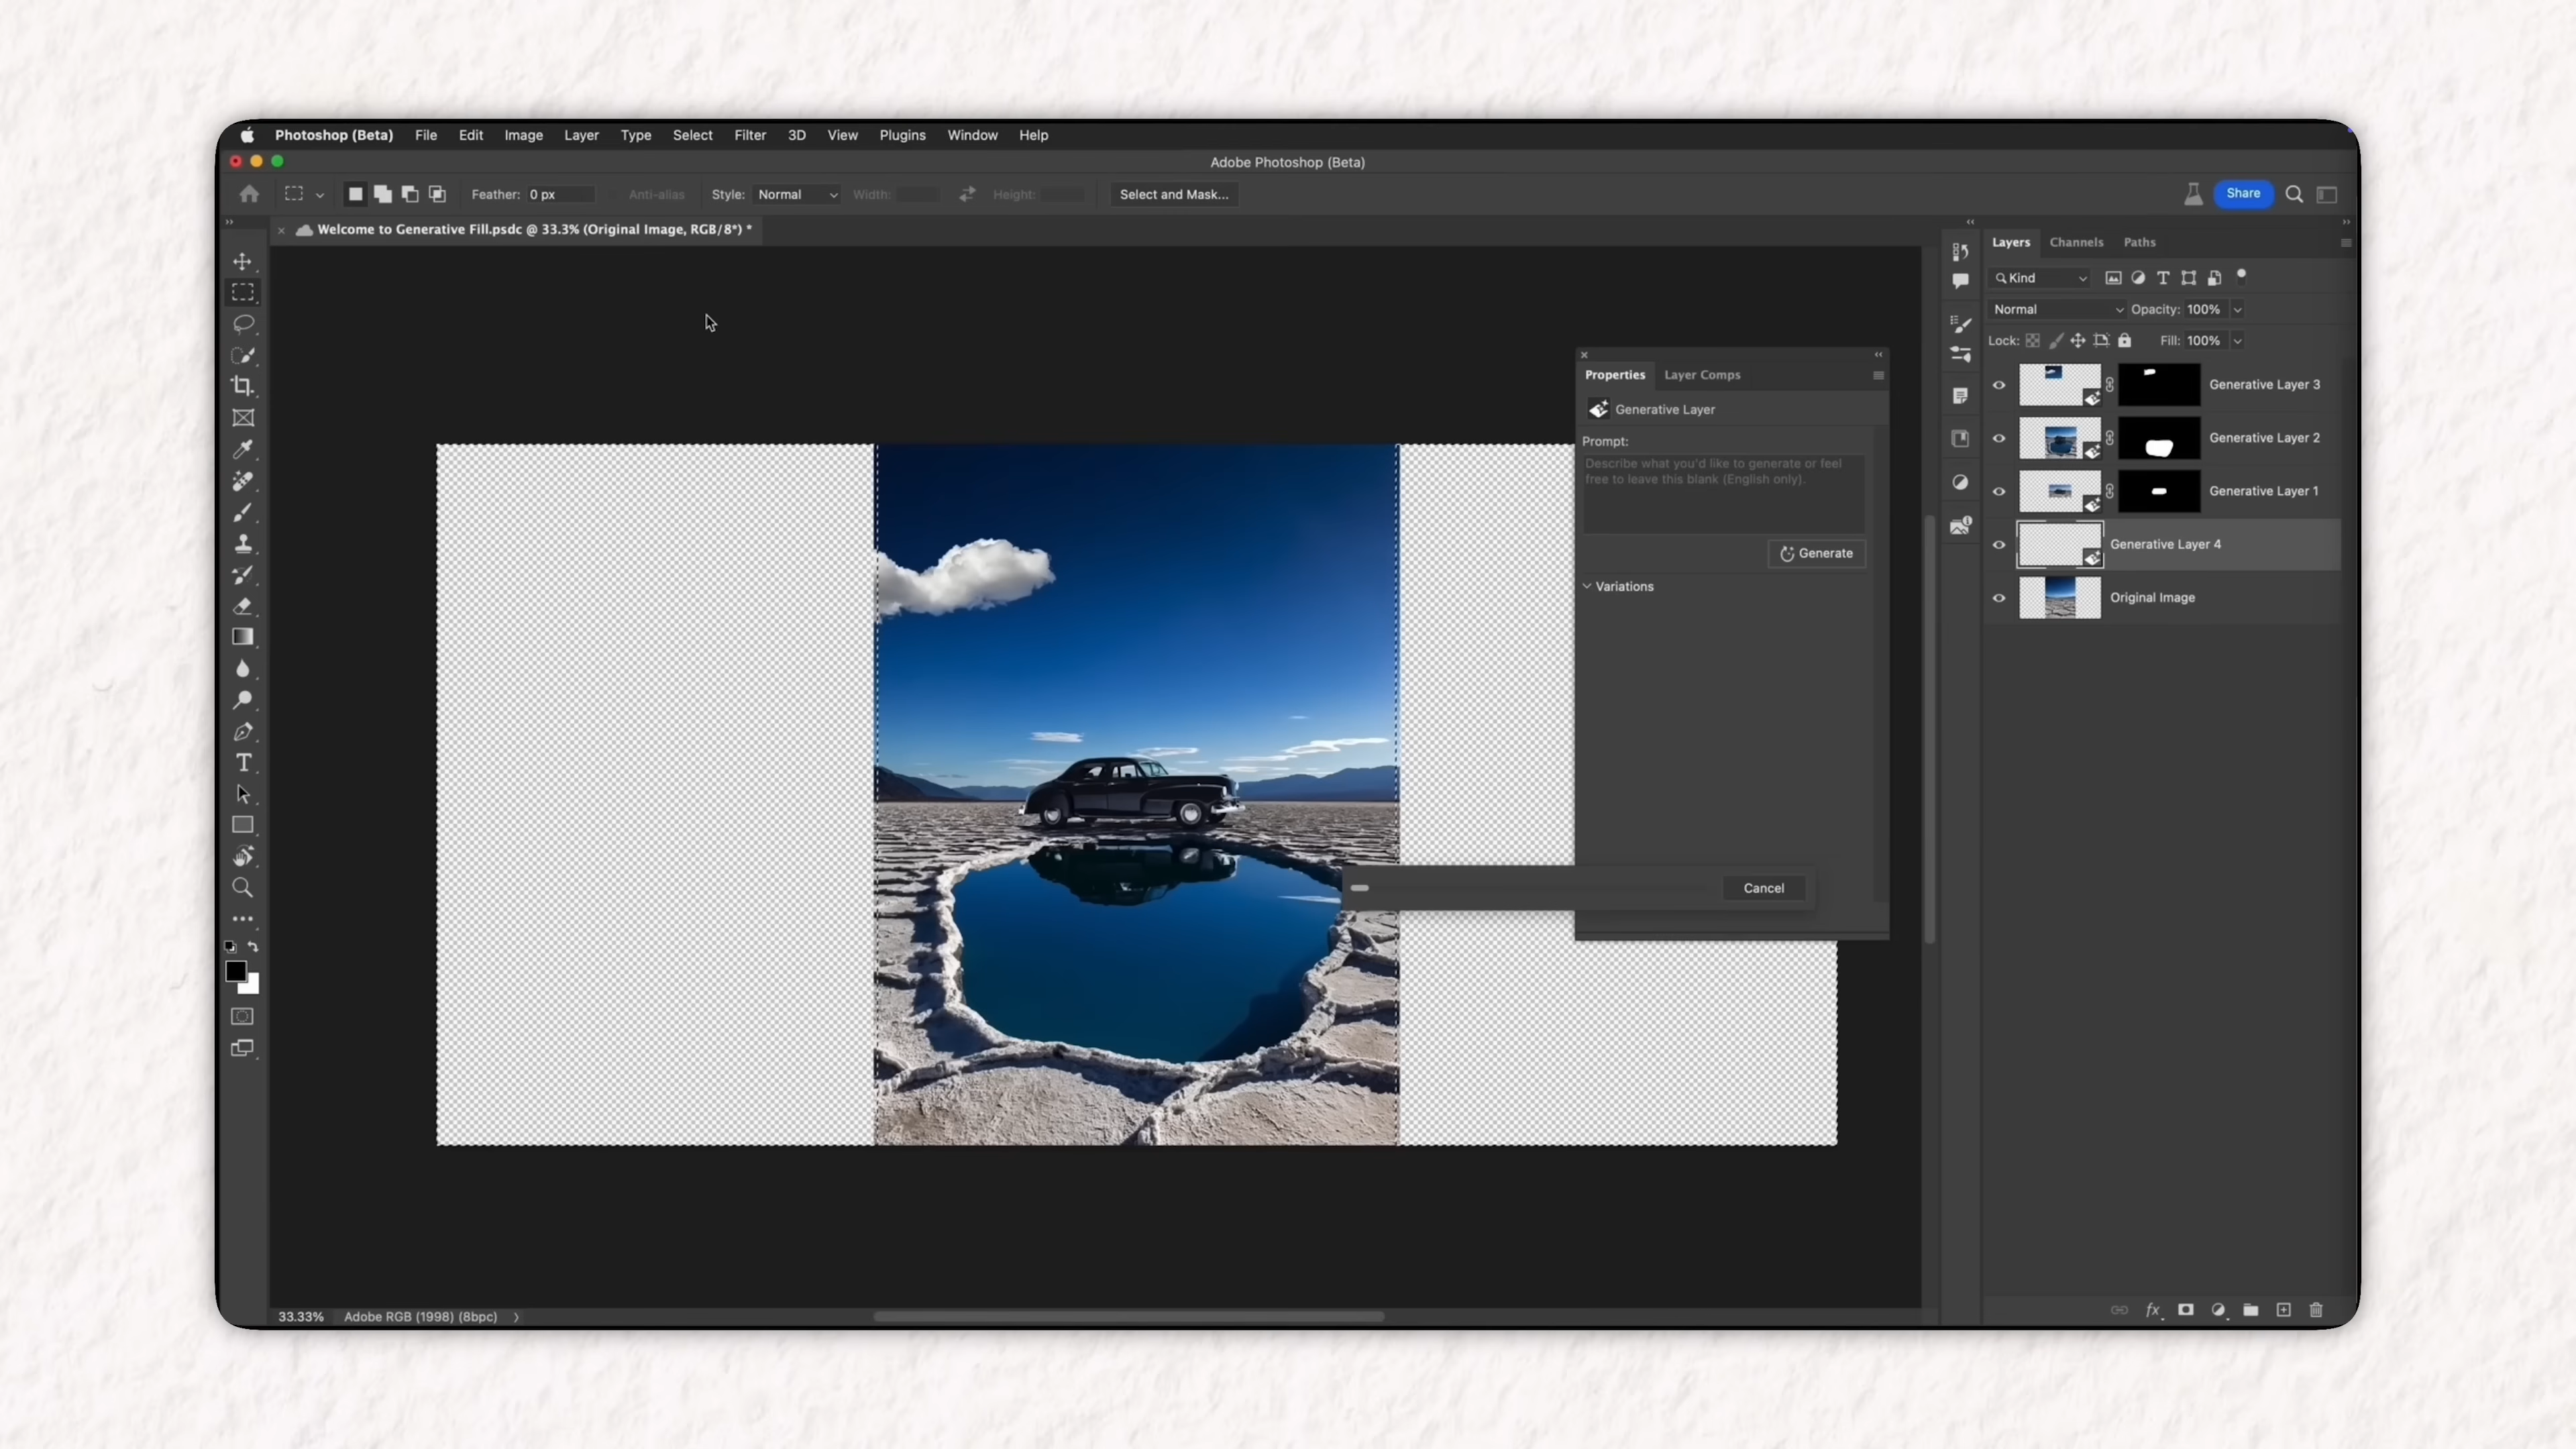 Photoshop (Beta) File Edit Image Layer Type Select Filter 3D View Plugins Window Help
Adobe Photoshop (Beta)
Feather: 0 px Anti-alias Style: Normal Width: Height: Select and Mask... Share
Welcome to Generative Fill.psdc @ 33.3% (Original Image, RGB/8*) *
Layers Channels Paths
Kind
Normal Opacity: 100%
Lock: Fill: 100%
Generative Layer 3
Generative Layer 2
Generative Layer 1
Generative Layer 4
Original Image
Properties Layer Comps
Generative Layer
Prompt:
Describe what you'd like to generate or feel
free to leave this blank (English only).
Generate
Variations
Cancel
33.33% Adobe RGB (1998) (8bpc)